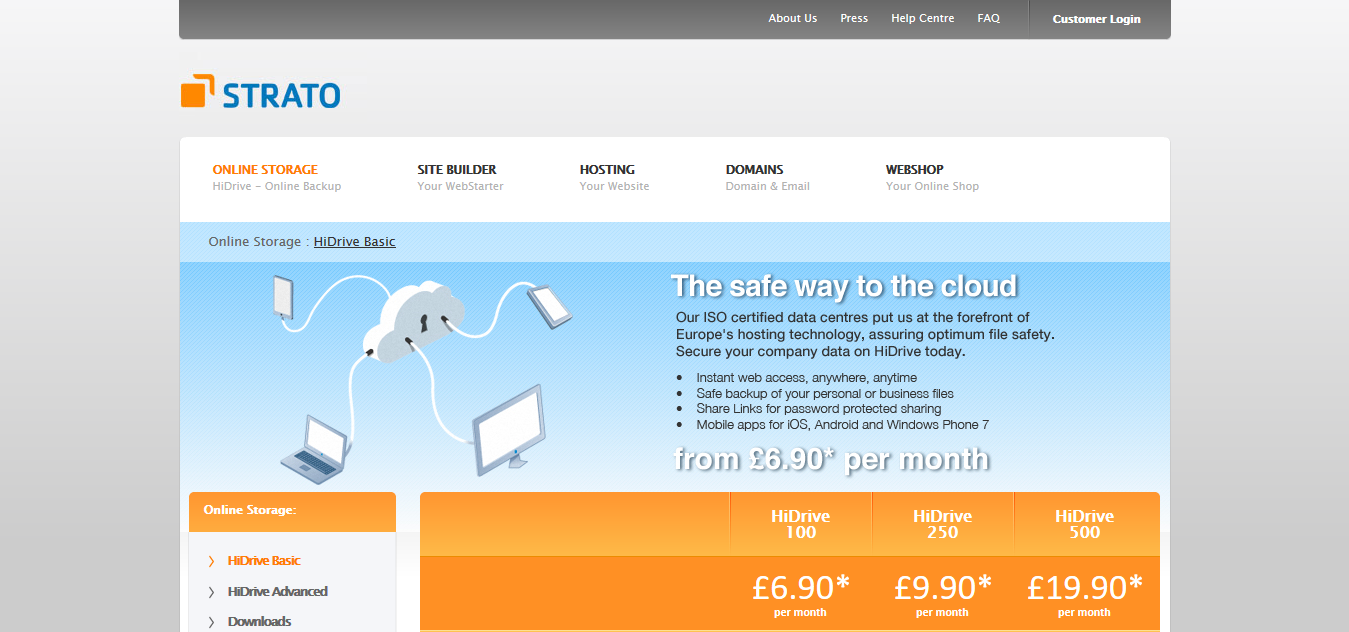 About Us Press Help Centre FAQ Customer Login
STRATO
ONLINE STORAGE SITE BUILDER HOSTING DOMAINS WEBSHOP
HiDrive - Online Backup Your WebStarter Your Website Domain & Email Your Online Shop
Online Storage : HiDrive Basic
The safe way to the cloud
Our ISO certified data centres put us at the forefront of
Europe's hosting technology, assuring optimum file safety.
Secure your company data on HiDrive today.
• Instant web access, anywhere, anytime
• Safe backup of your personal or business files
• Share Links for password protected sharing
• Mobile apps for iOS, Android and Windows Phone 7
from £6.90* per month
Online Storage:
HiDrive Basic
HiDrive Advanced
Downloads
HiDrive HiDrive HiDrive
100 250 500
£6.90* £9.90* £19.90*
per month per month per month